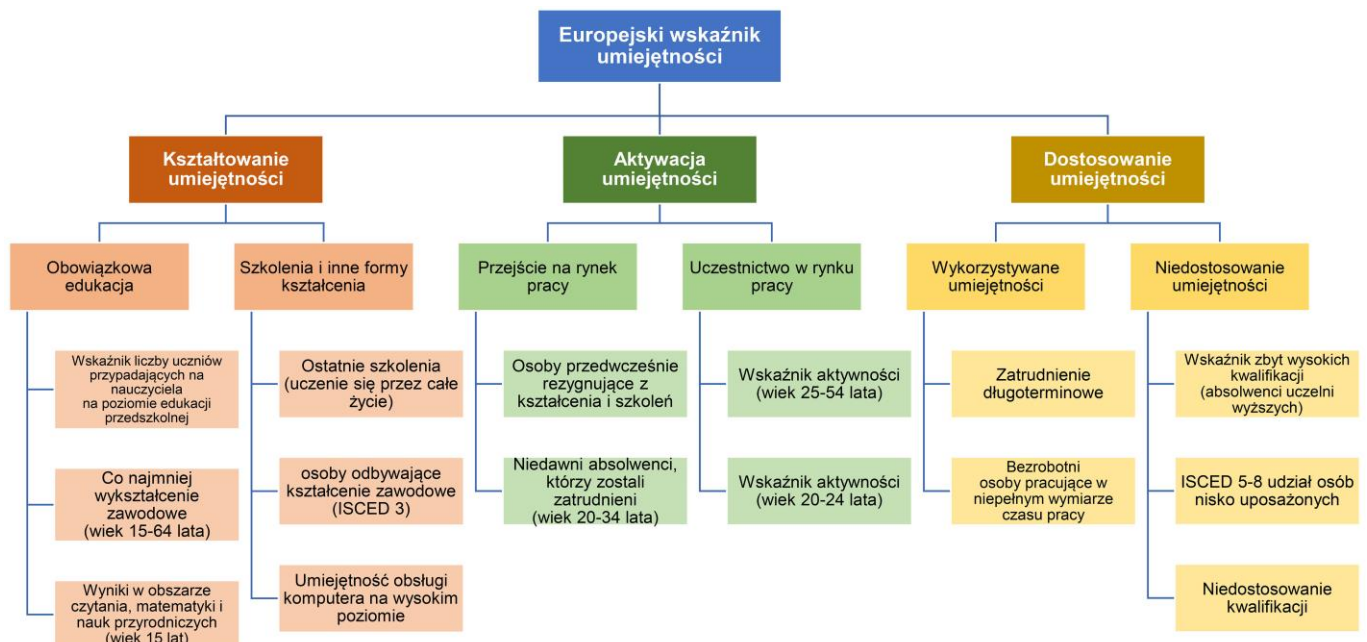 Europejski wskaźnik
umiejętności
Kształtowanie
umiejętności
Aktywacja
umiejętności
Dostosowanie
umiejętności
Obowiązkowa
edukacja
Szkolenia i inne formy
kształcenia
Przejście na rynek
pracy
Uczestnictwo w rynku
pracy
Wykorzystywane
umiejętności
Niedostosowanie
umiejętności
Wskaźnik liczby uczniów
przypadających na
nauczyciela
na poziomie edukacji
przedszkolnej
Ostatnie szkolenia
(uczenie się przez całe
życie)
Osoby przedwcześnie
rezygnujące z
kształcenia i szkoleń
Wskaźnik aktywności
(wiek 25-54 lata)
Zatrudnienie
długoterminowe
Wskaźnik zbyt wysokich
kwalifikacji
(absolwenci uczelni
wyższych)
Co najmniej
wykształcenie
zawodowe
(wiek 15-64 lata)
osoby odbywające
kształcenie zawodowe
(ISCED 3)
Niedawni absolwenci,
którzy zostali
zatrudnieni
(wiek 20-34 lata)
Wskaźnik aktywności
(wiek 20-24 lata)
Bezrobotni
osoby pracujące w
niepełnym wymiarze
czasu pracy
ISCED 5-8 udział osób
nisko uposażonych
Wyniki w obszarze
czytania, matematyki i
nauk przyrodniczych
(wiek 15 lat)
Umiejętność obsługi
komputera na wysokim
poziomie
Niedostosowanie
kwalifikacji